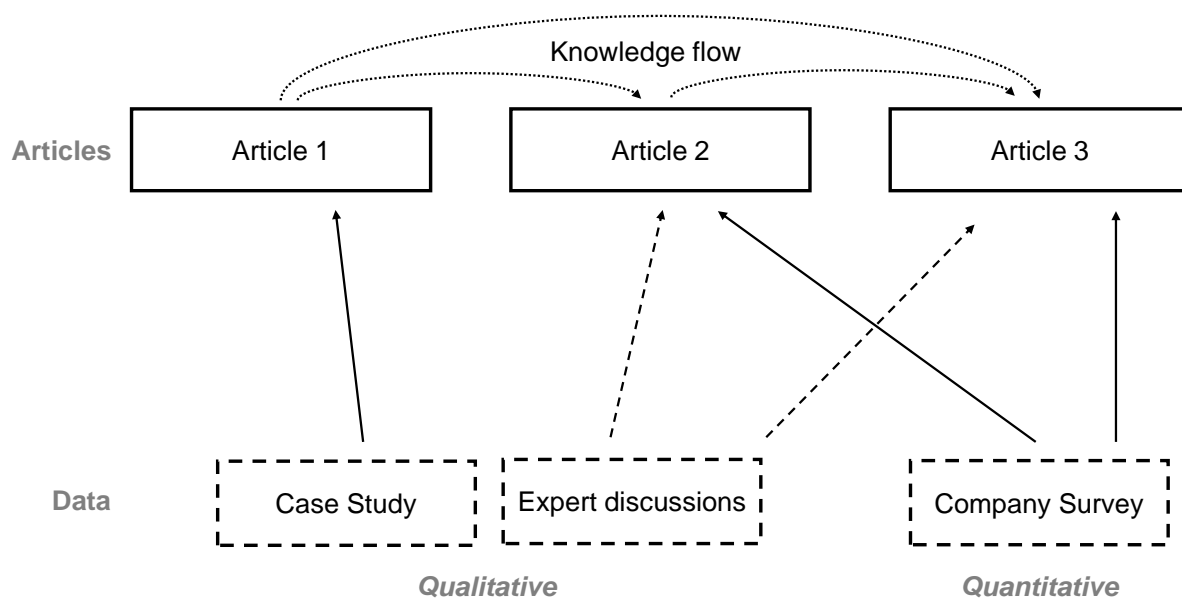 Knowledge flow
Articles
Article 1
Article 2
Article 3
Data
Case Study
Expert discussions
Company Survey
Qualitative
Quantitative